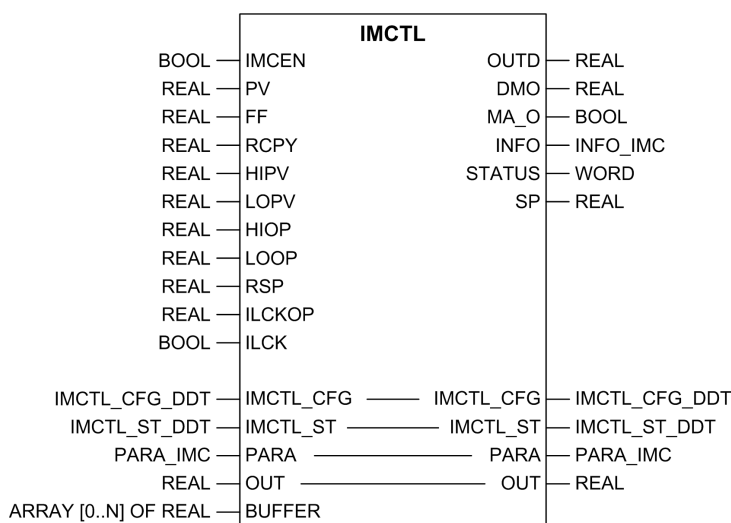 IMCTL
BOOL IMCEN OUTD REAL
REAL PV DMO REAL
REAL FF MA_O BOOL
REAL RCPY INFO INFO_IMC
REAL HIPV STATUS WORD
REAL LOPV SP REAL
REAL HIOP
REAL LOOP
REAL RSP
REAL ILCKOP
BOOL ILCK
IMCTL_CFG_DDT IMCTL_CFG IMCTL_CFG IMCTL_CFG_DDT
IMCTL_ST_DDT IMCTL_ST IMCTL_ST IMCTL_ST_DDT
PARA_IMC PARA PARA PARA_IMC
REAL OUT OUT REAL
ARRAY [0..N] OF REAL BUFFER